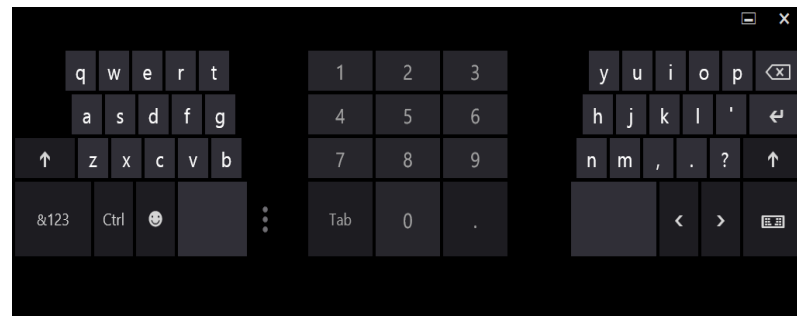 q w e r t 1 2 3 y u i o p
a s d f g 4 5 6 h j k l '
z x c v b 7 8 9 n m , . ?
&123 Ctrl Tab 0 .